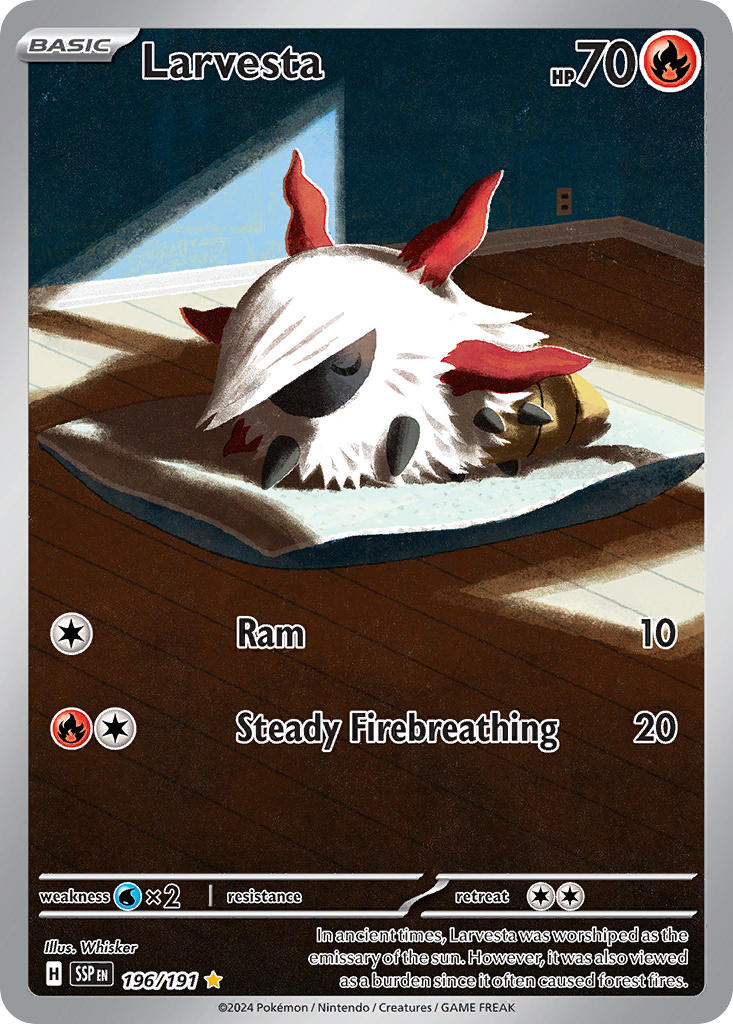 BASIC Larvesta HP 70
Ram 10
Steady Firebreathing 20
weakness ×2 resistance retreat
Illus. Whisker
In ancient times, Larvesta was worshiped as the
emissary of the sun. However, it was also viewed
as a burden since it often caused forest fires.
H SSP EN 196/191
©2024 Pokémon / Nintendo / Creatures / GAME FREAK